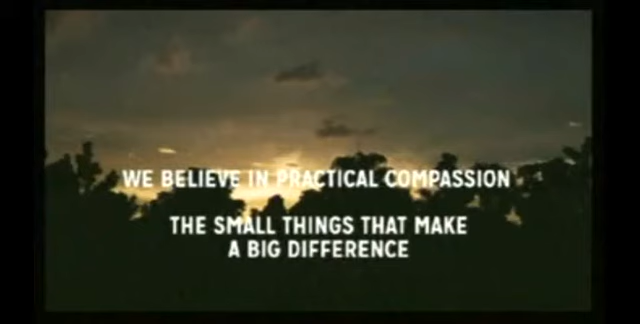 WE BELIEVE IN PRACTICAL COMPASSION
THE SMALL THINGS THAT MAKE
A BIG DIFFERENCE